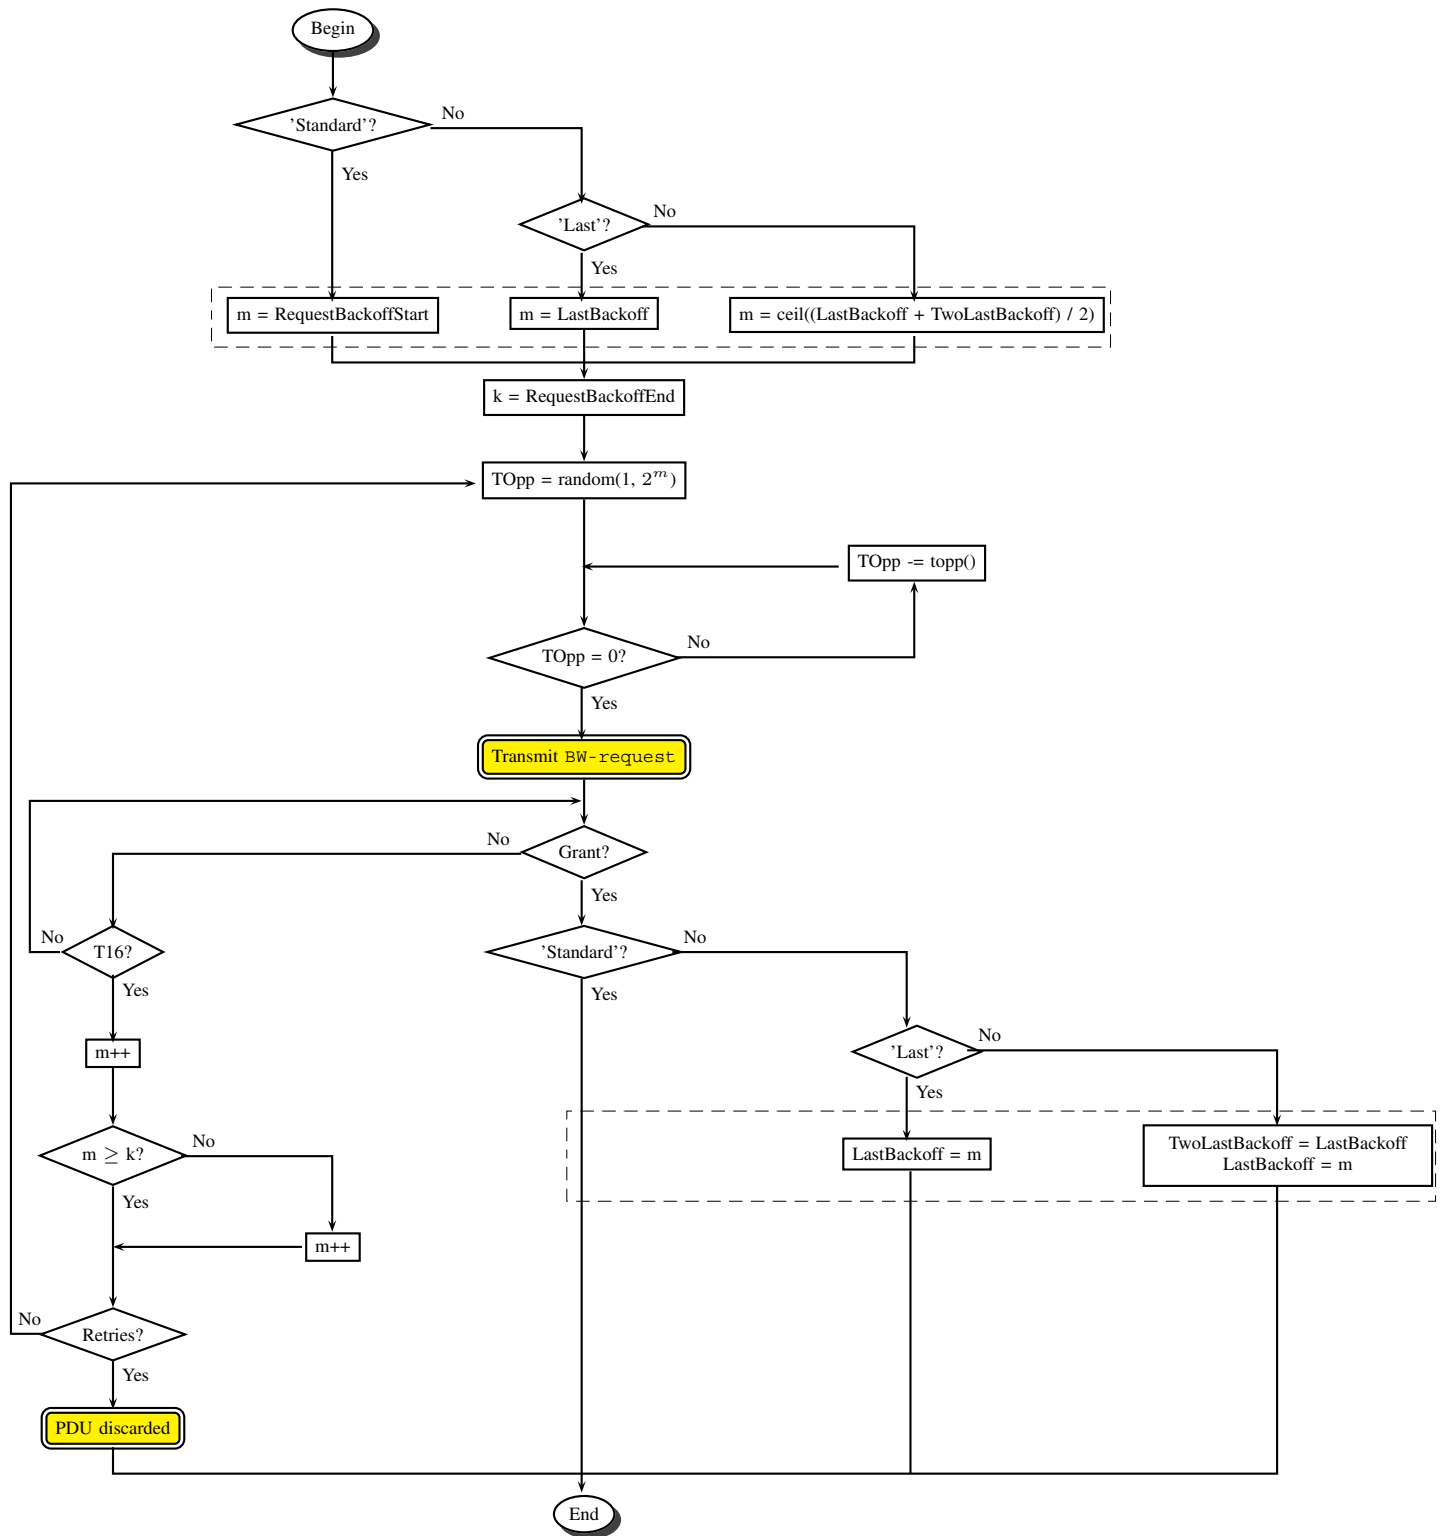 Begin
'Standard'?
No
Yes
'Last'?
No
Yes
m = RequestBackoffStart
m = LastBackoff
m = ceil((LastBackoff + TwoLastBackoff) / 2)
k = RequestBackoffEnd
TOpp = random(1, 2^m)
TOpp -= topp()
TOpp = 0?
No
Yes
Transmit BW-request
Grant?
No
Yes
T16?
No
Yes
'Standard'?
No
Yes
m++
'Last'?
No
Yes
m ≥ k?
No
Yes
LastBackoff = m
TwoLastBackoff = LastBackoff
LastBackoff = m
m++
Retries?
No
Yes
PDU discarded
End